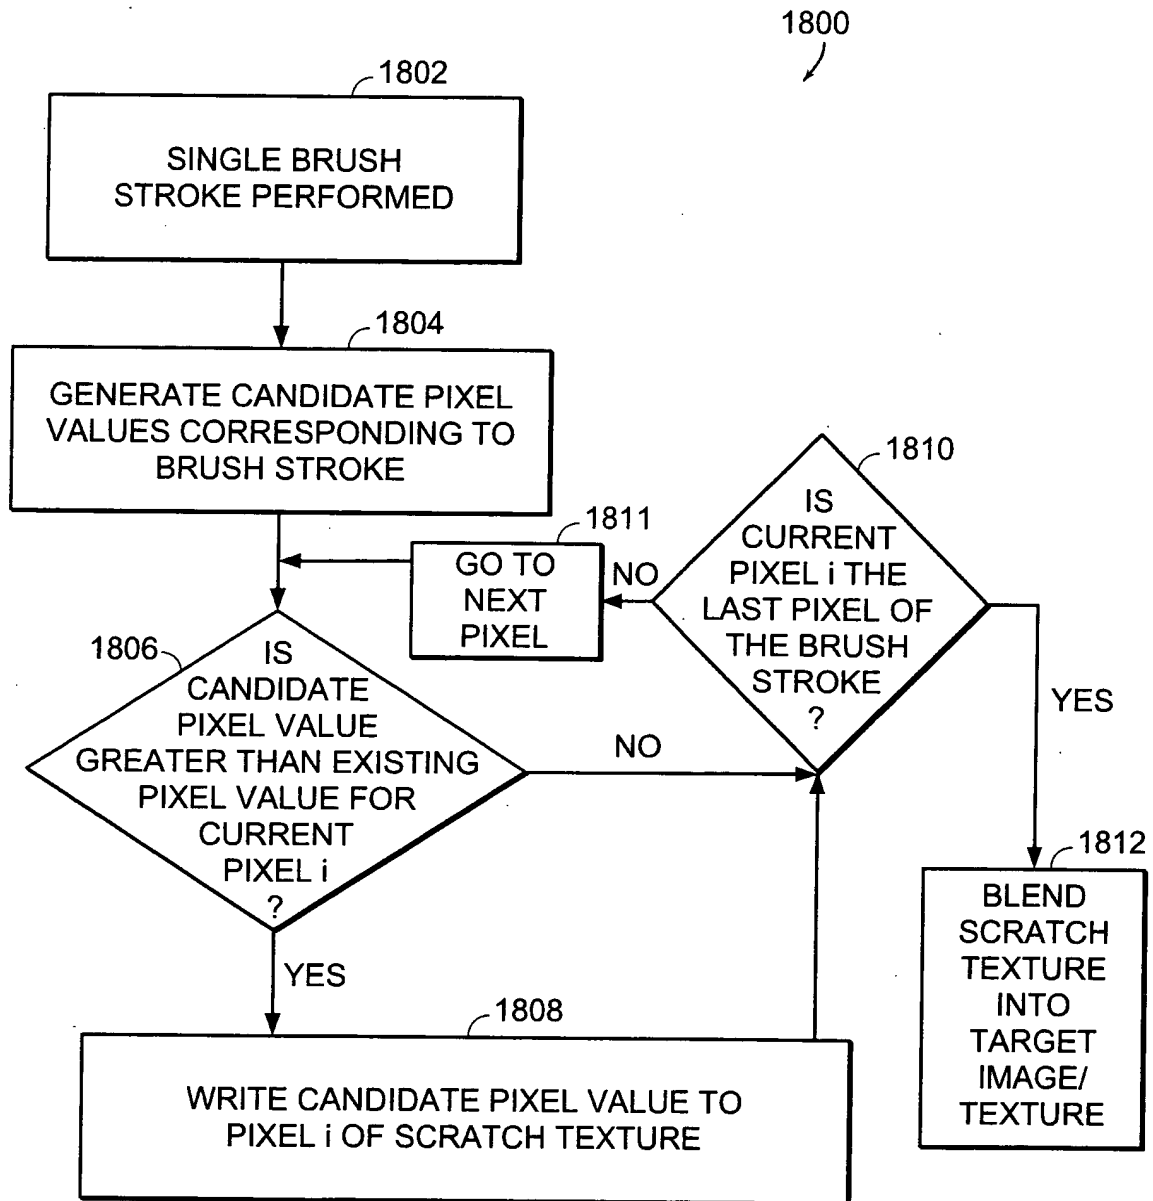 1800
1802
SINGLE BRUSH
STROKE PERFORMED
1804
GENERATE CANDIDATE PIXEL
VALUES CORRESPONDING TO
BRUSH STROKE
1806
IS
CANDIDATE
PIXEL VALUE
GREATER THAN EXISTING
PIXEL VALUE FOR
CURRENT
PIXEL i
?
NO
YES
1808
WRITE CANDIDATE PIXEL VALUE TO
PIXEL i OF SCRATCH TEXTURE
1810
IS
CURRENT
PIXEL i THE
LAST PIXEL OF
THE BRUSH
STROKE
?
NO
1811
GO TO
NEXT
PIXEL
YES
1812
BLEND
SCRATCH
TEXTURE
INTO
TARGET
IMAGE/
TEXTURE